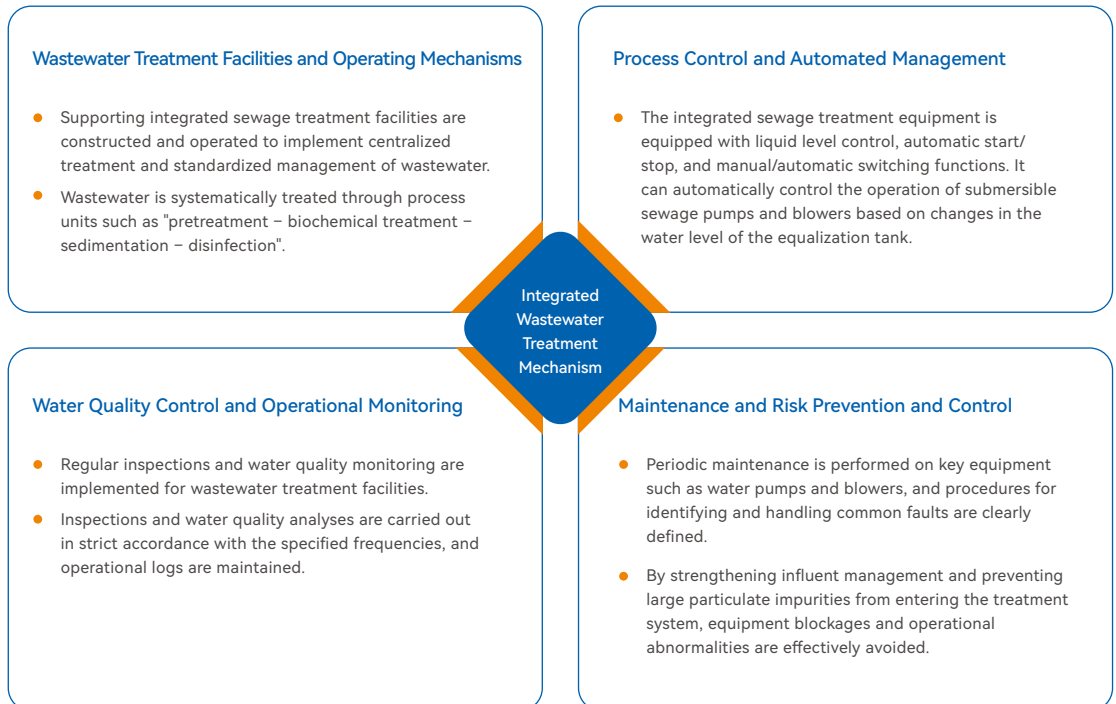 Wastewater Treatment Facilities and Operating Mechanisms
Supporting integrated sewage treatment facilities are
constructed and operated to implement centralized
treatment and standardized management of wastewater.
Wastewater is systematically treated through process
units such as "pretreatment – biochemical treatment –
sedimentation – disinfection".
Process Control and Automated Management
The integrated sewage treatment equipment is
equipped with liquid level control, automatic start/
stop, and manual/automatic switching functions. It
can automatically control the operation of submersible
sewage pumps and blowers based on changes in the
water level of the equalization tank.
Integrated
Wastewater
Treatment
Mechanism
Water Quality Control and Operational Monitoring
Regular inspections and water quality monitoring are
implemented for wastewater treatment facilities.
Inspections and water quality analyses are carried out
in strict accordance with the specified frequencies, and
operational logs are maintained.
Maintenance and Risk Prevention and Control
Periodic maintenance is performed on key equipment
such as water pumps and blowers, and procedures for
identifying and handling common faults are clearly
defined.
By strengthening influent management and preventing
large particulate impurities from entering the treatment
system, equipment blockages and operational
abnormalities are effectively avoided.